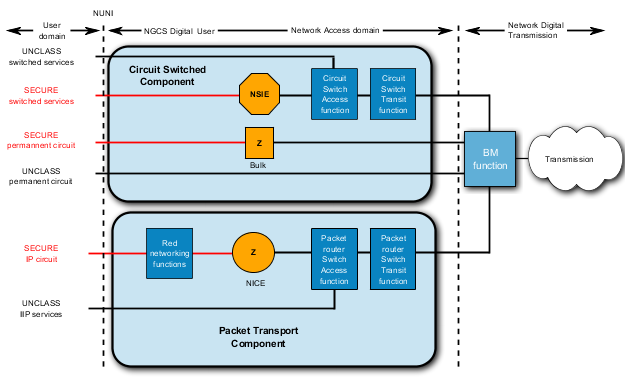 NUNI
User
domain
NGCS Digital User
Network Access domain
Network Digital
Transmission
UNCLASS
switched services
SECURE
switched services
SECURE
permannent circuit
UNCLASS
permanent circuit
Circuit Switched
Component
NSIE
Z
Bulk
Circuit
Switch
Access
function
Circuit
Switch
Transit
function
BM
function
Transmission
SECURE
IP circuit
UNCLASS
IIP services
Red
networking
functions
Z
NICE
Packet
router
Switch
Access
function
Packet
router
Switch
Transit
function
Packet Transport
Component